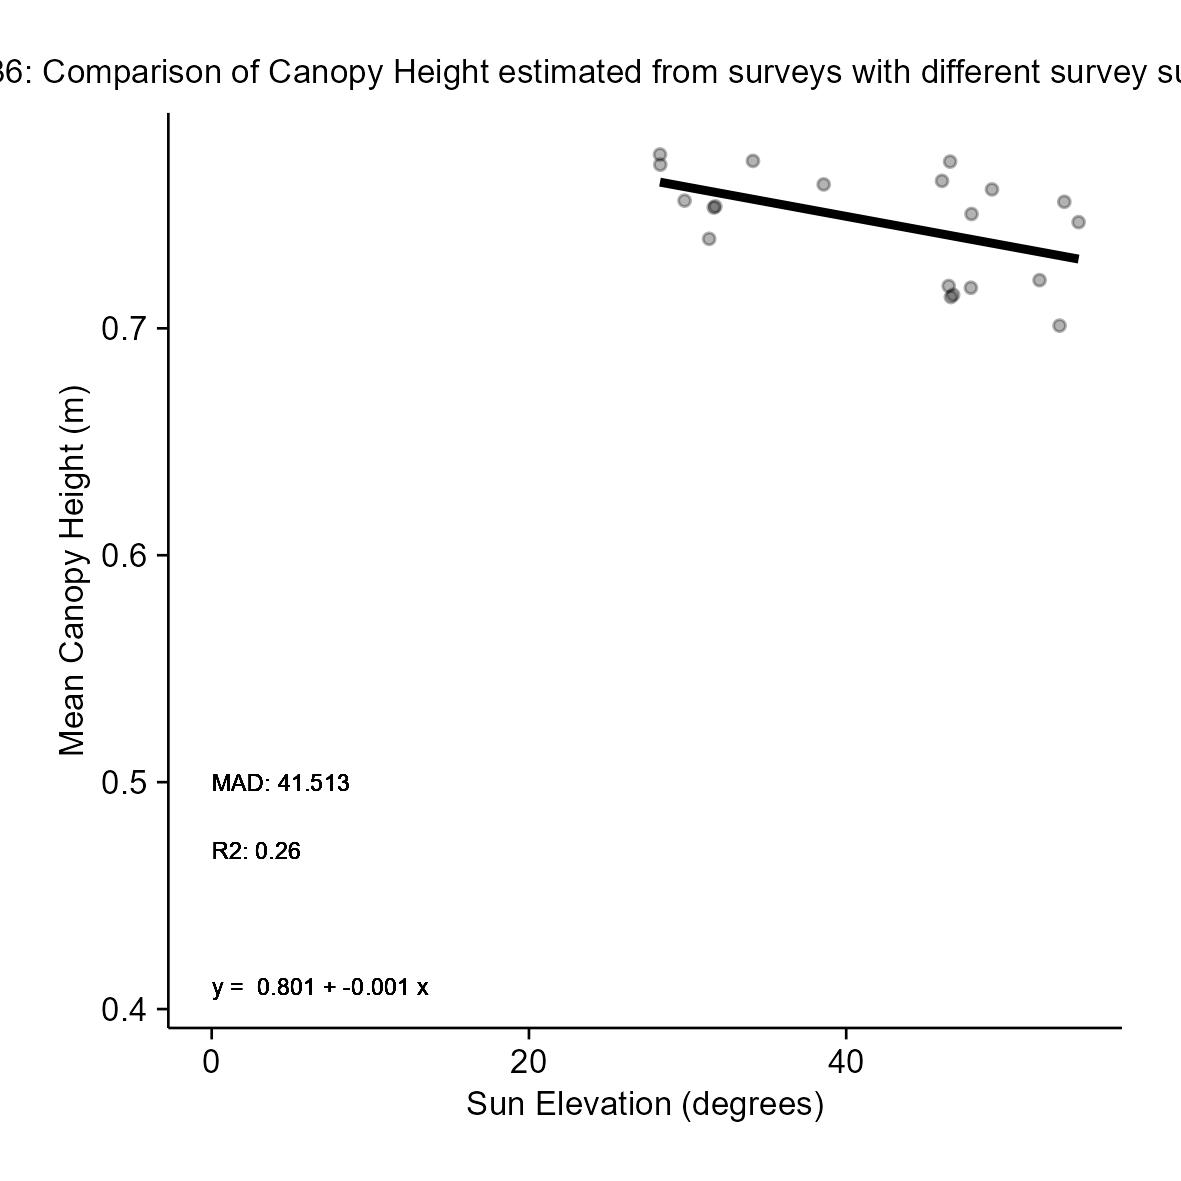 36: Comparison of Canopy Height estimated from surveys with different survey su
Mean Canopy Height (m)
0.7
0.6
0.5
0.4
MAD: 41.513
R2: 0.26
y = 0.801 + -0.001 x
0
20
40
Sun Elevation (degrees)